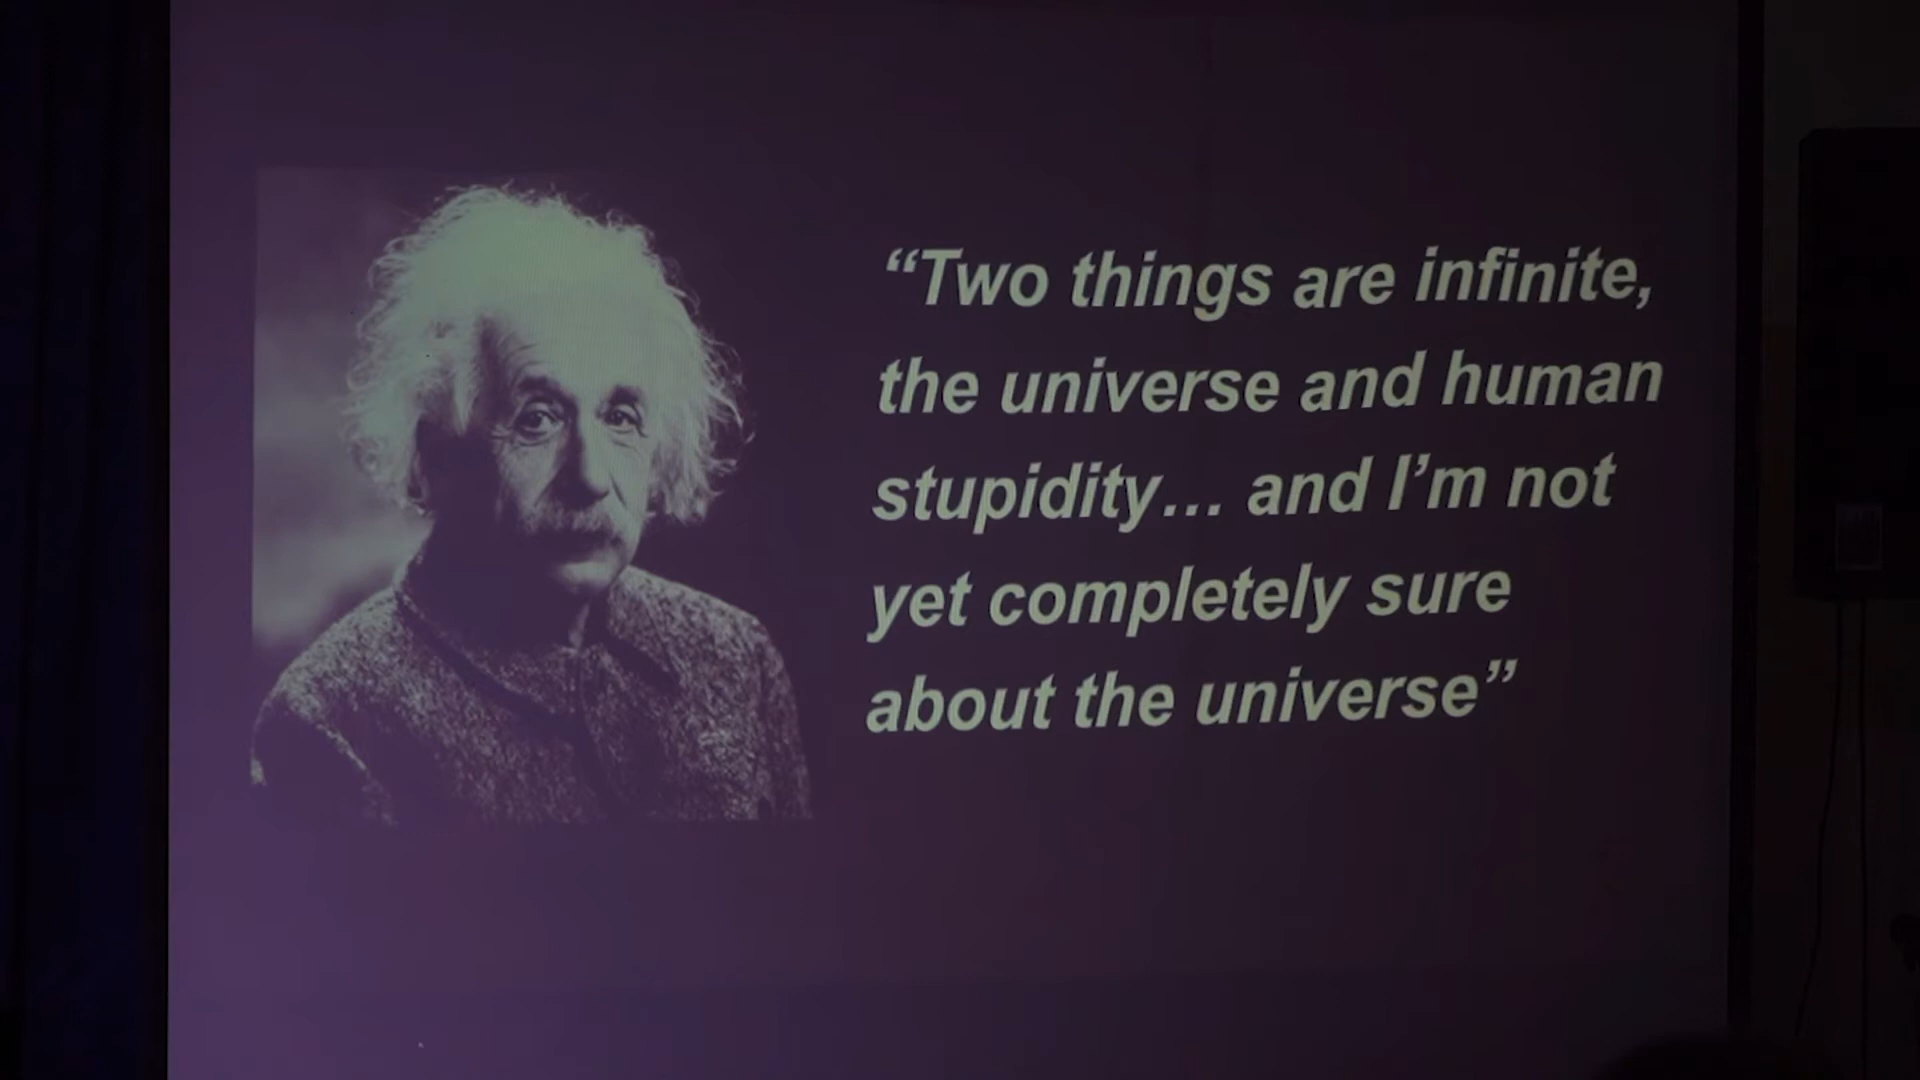 “Two things are infinite,
the universe and human
stupidity... and I’m not
yet completely sure
about the universe”